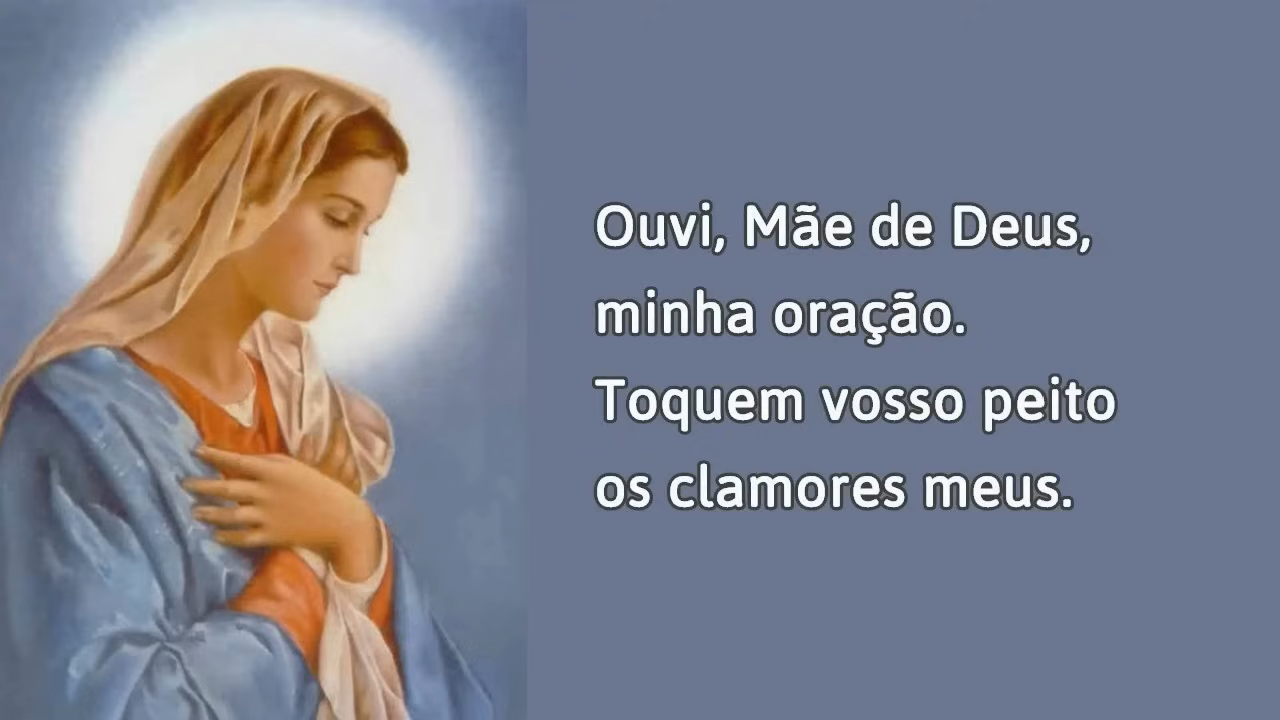 Ouvi, Mãe de Deus,
minha oração.
Toquem vosso peito
os clamores meus.